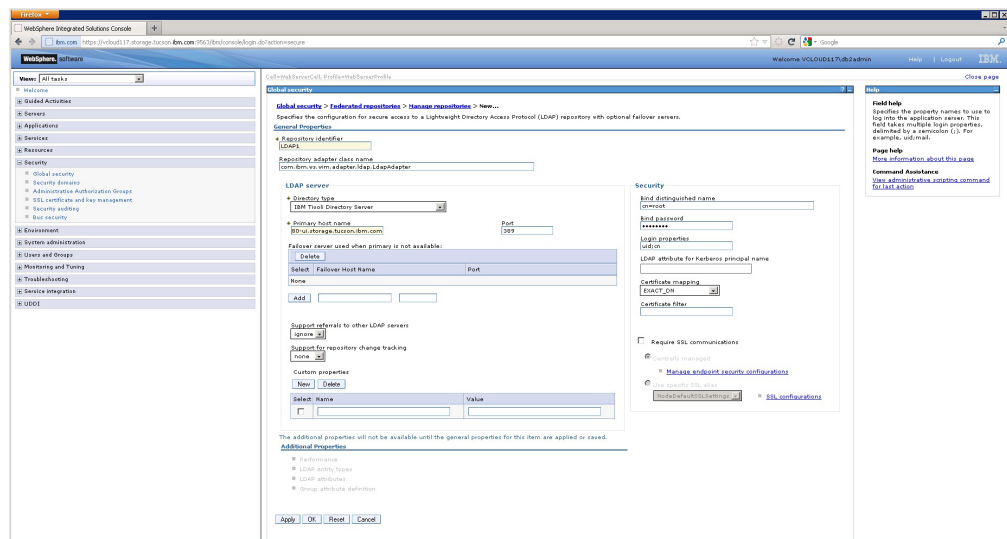 Firefox
WebSphere Integrated Solutions Console
+
ibm.com https://vcloud117.storage.tucson.ibm.com:9563/ibm/console/login.do?action=secure
Google
WebSphere. software
Welcome VCLOUD117\db2admin
Help | Logout
IBM.
View: All tasks
Welcome
Guided Activities
Servers
Applications
Services
Resources
Security
Global security
Security domains
Administrative Authorization Groups
SSL certificate and key management
Security auditing
Bus security
Environment
System administration
Users and Groups
Monitoring and Tuning
Troubleshooting
Service integration
UDDI
Cell=WebServerCell, Profile=WebServerProfile
Close page
Global security
? -
Global security > Federated repositories > Manage repositories > New...
Specifies the configuration for secure access to a Lightweight Directory Access Protocol (LDAP) repository with optional failover servers.
General Properties
* Repository identifier
LDAP1
Repository adapter class name
com.ibm.ws.wim.adapter.ldap.LdapAdapter
LDAP server
* Directory type
IBM Tivoli Directory Server
* Primary host name
80-ui.storage.tucson.ibm.com
Port
389
Failover server used when primary is not available:
Delete
Select Failover Host Name Port
None
Add
Support referrals to other LDAP servers
ignore
Support for repository change tracking
none
Custom properties
New Delete
Select Name Value
Security
Bind distinguished name
cn=root
Bind password
••••••••
Login properties
uid;cn
LDAP attribute for Kerberos principal name
Certificate mapping
EXACT_DN
Certificate filter
Require SSL communications
Centrally managed
Manage endpoint security configurations
Use specific SSL alias
NodeDefaultSSLSettings
SSL configurations
The additional properties will not be available until the general properties for this item are applied or saved.
Additional Properties
Performance
LDAP entity types
LDAP attributes
Group attribute definition
Apply OK Reset Cancel
Help
Field help
Specifies the property names to use to
log into the application server. This
field takes multiple login properties,
delimited by a semicolon (;). For
example, uid;mail.
Page help
More information about this page
Command Assistance
View administrative scripting command
for last action